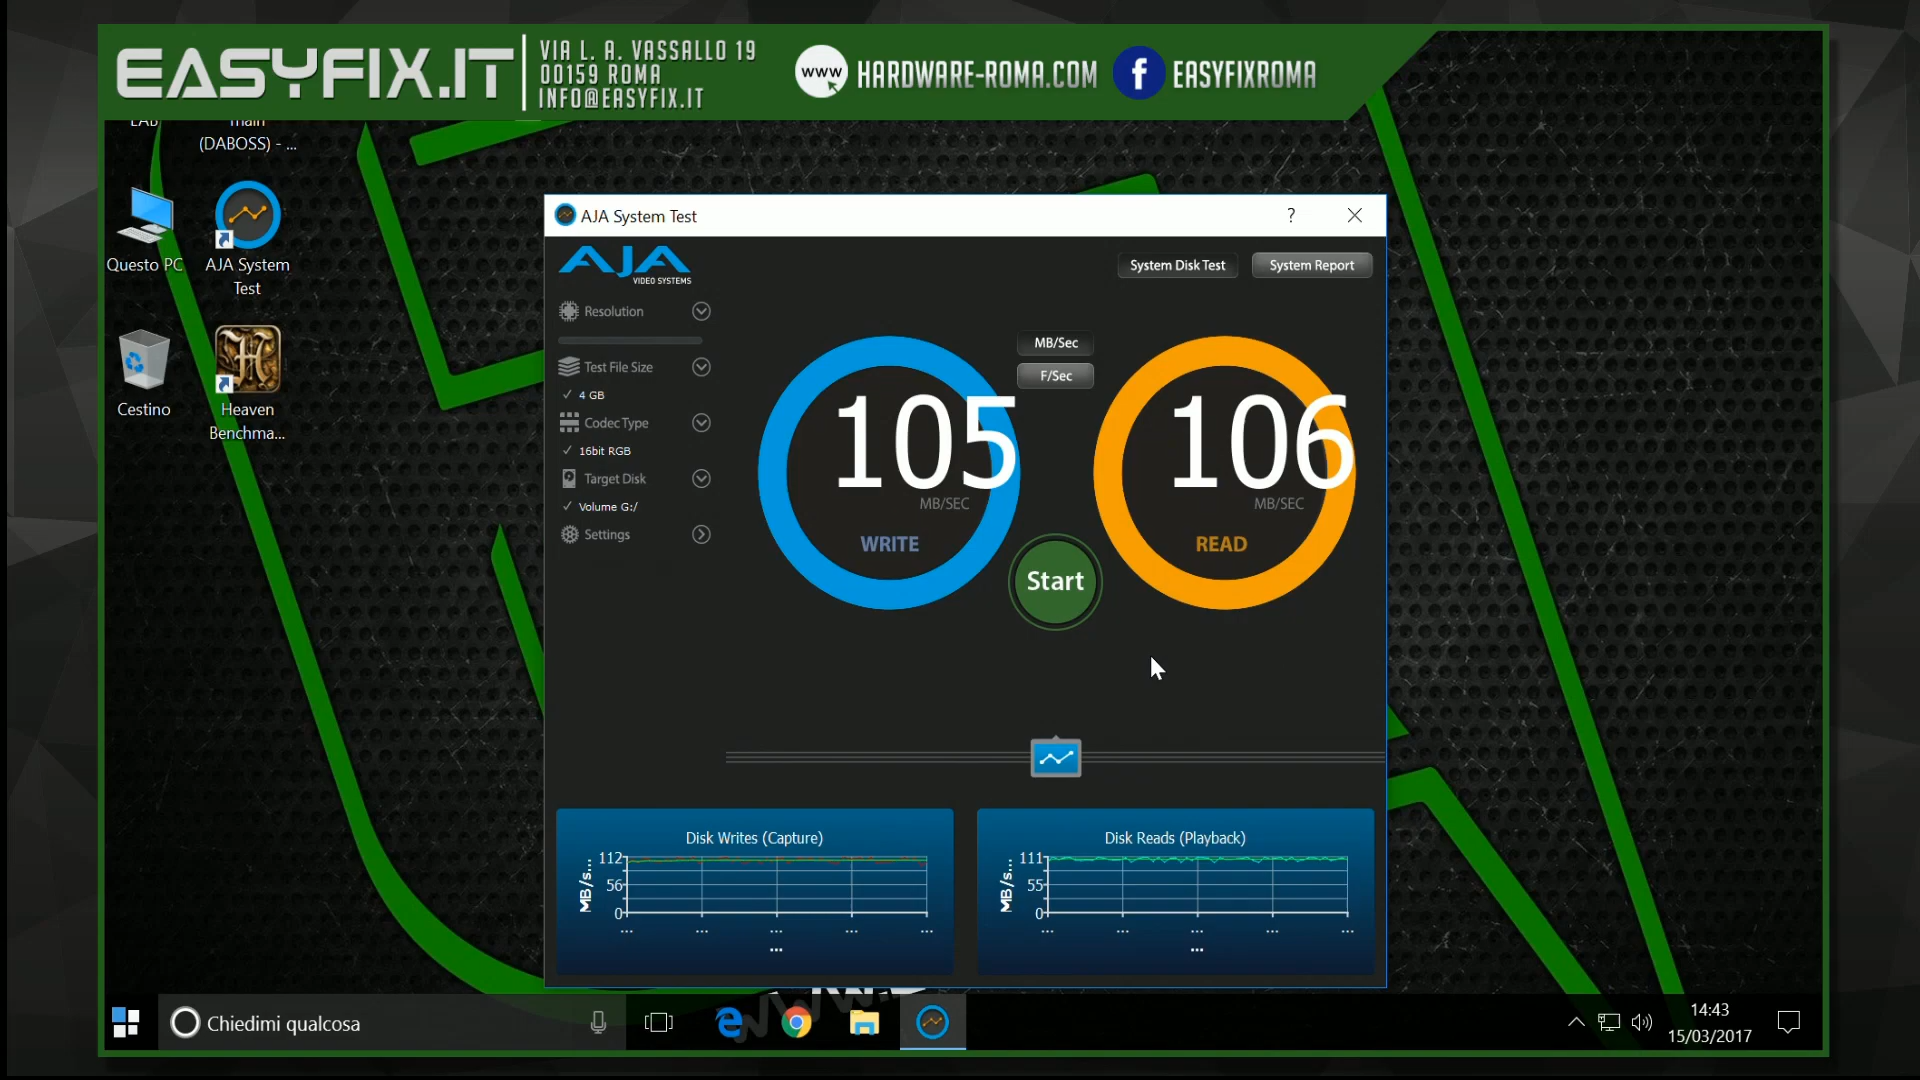 EASYFIX.IT
VIA L. A. VASSALLO 19
00159 ROMA
INFO@EASYFIX.IT
WWW
HARDWARE-ROMA.COM
f
EASYFIXROMA
LAB
main
(DABOSS) - ...
Questo PC
AJA System
Test
Cestino
Heaven
Benchma...
AJA System Test
?
AJA
VIDEO SYSTEMS
System Disk Test
System Report
Resolution
Test File Size
✓ 4 GB
Codec Type
✓ 16bit RGB
Target Disk
✓ Volume G:/
Settings
MB/Sec
F/Sec
105
MB/SEC
WRITE
106
MB/SEC
READ
Start
Disk Writes (Capture)
MB/s...
112
56
0
... ... ... ... ...
...
Disk Reads (Playback)
MB/s...
111
55
0
... ... ... ... ...
...
Chiedimi qualcosa
14:43
15/03/2017